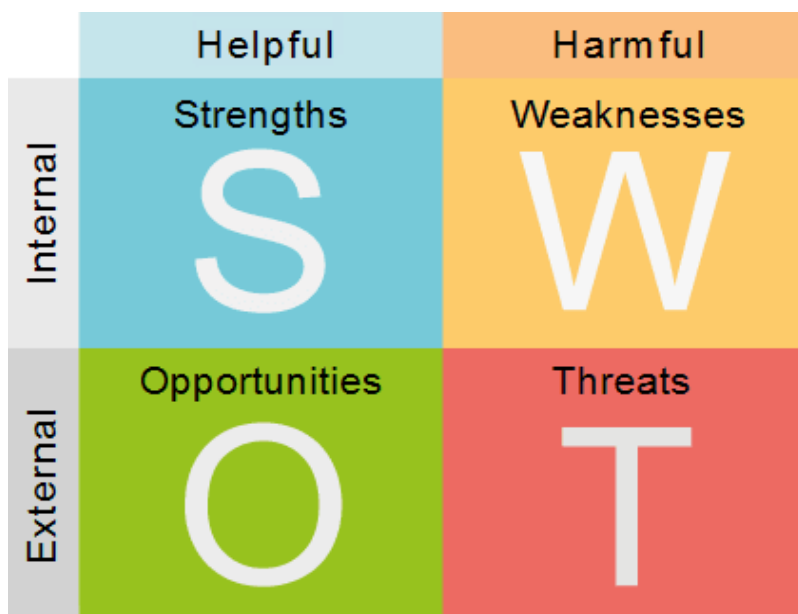 Helpful
Harmful
Internal
Strengths
S
Weaknesses
W
External
Opportunities
O
Threats
T